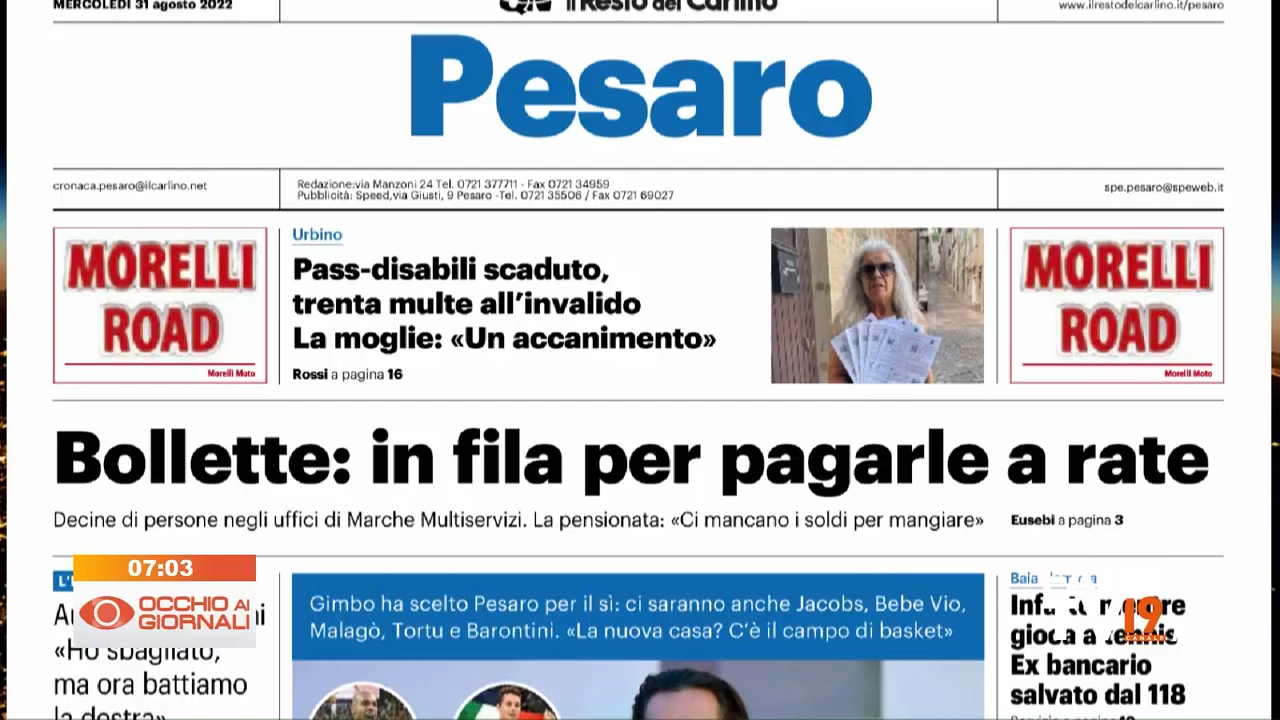 MERCOLEDÌ 31 agosto 2022
il Resto del Carlino
www.ilrestodelcarlino.it/pesaro
Pesaro
cronaca.pesaro@ilcarlino.net
Redazione:via Manzoni 24 Tel. 0721 377711 - Fax 0721 34959
Pubblicità: Speed,via Giusti, 9 Pesaro -Tel. 0721 35506 / Fax 0721 69027
spe.pesaro@speweb.it
MORELLI
ROAD
Morelli Moto
Urbino
Pass-disabili scaduto,
trenta multe all'invalido
La moglie: «Un accanimento»
Rossi a pagina 16
MORELLI
ROAD
Morelli Moto
Bollette: in fila per pagarle a rate
Decine di persone negli uffici di Marche Multiservizi. La pensionata: «Ci mancano i soldi per mangiare»
Eusebi a pagina 3
07:03
OCCHIO AI
GIORNALI
«Ho sbagliato,
ma ora battiamo
la destra»
Gimbo ha scelto Pesaro per il sì: ci saranno anche Jacobs, Bebe Vio,
Malagò, Tortu e Barontini. «La nuova casa? C'è il campo di basket»
Baia
gioca a tennis
Ex bancario
salvato dal 118
19